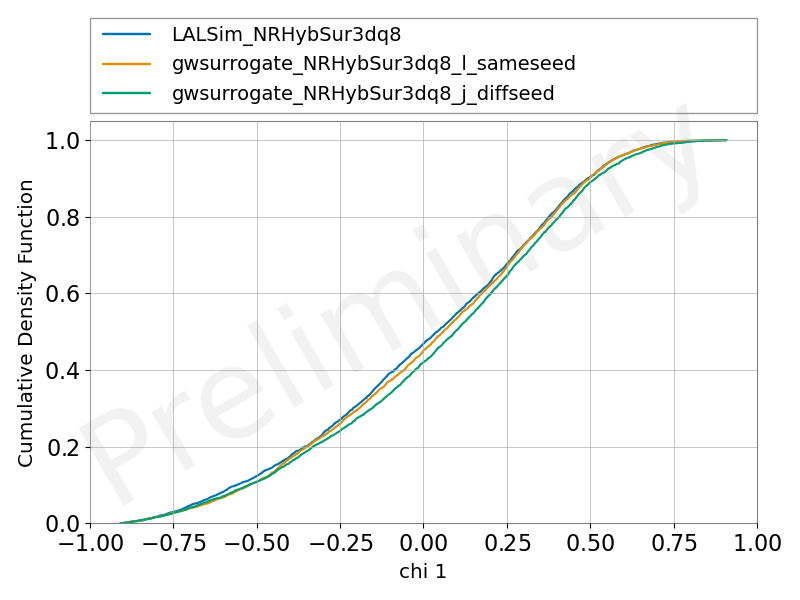 LALSim_NRHybSur3dq8
gwsurrogate_NRHybSur3dq8_l_sameseed
gwsurrogate_NRHybSur3dq8_j_diffseed
Preliminary
Cumulative Density Function
1.0
0.8
0.6
0.4
0.2
0.0
−1.00 −0.75 −0.50 −0.25 0.00 0.25 0.50 0.75 1.00
chi 1